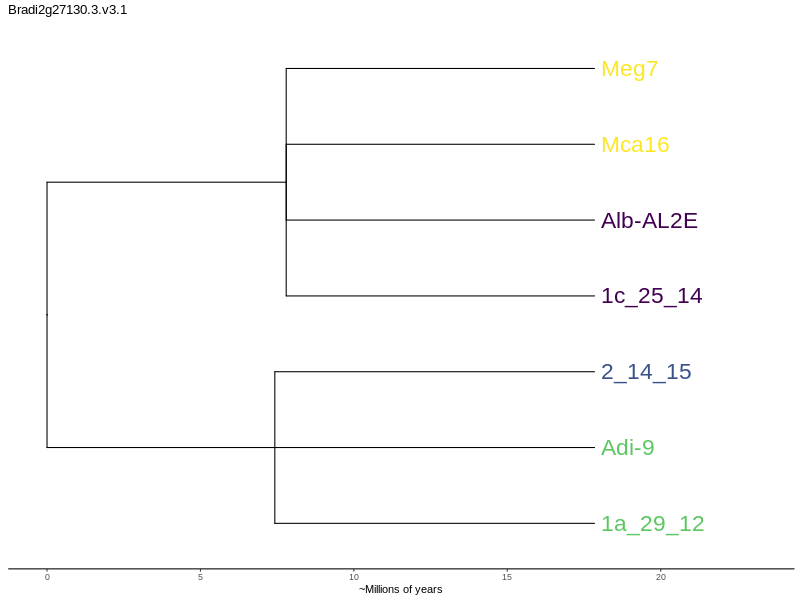 Bradi2g27130.3.v3.1
Meg7
Mca16
Alb-AL2E
1c_25_14
2_14_15
Adi-9
1a_29_12
0 5 10 15 20
~Millions of years